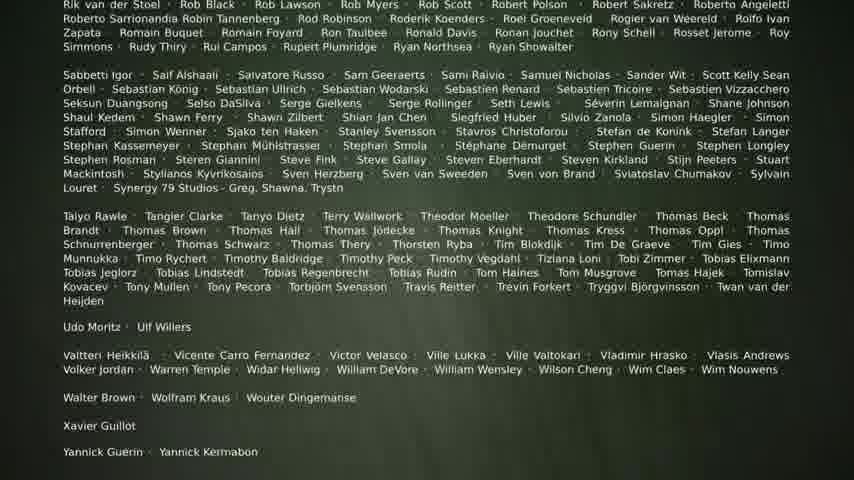 Rik van der Stoel · Rob Black · Rob Lawson · Rob Myers · Rob Scott · Robert Polson · Robert Sakretz · Roberto Angeletti
Roberto Sarrionandia Robin Tannenberg · Rod Robinson · Roderik Koenders · Roel Groeneveld · Rogier van Weereld · Rolfo Ivan
Zapata · Romain Buquet · Romain Foyard · Ron Taulbee · Ronald Davis · Ronan Jouchet · Rony Schell · Rosset Jerome · Roy
Simmons · Rudy Thiry · Rui Campos · Rupert Plumridge · Ryan Northsea · Ryan Showalter
Sabbetti Igor · Saif Alshaali · Salvatore Russo · Sam Geeraerts · Sami Raivio · Samuel Nicholas · Sander Wit · Scott Kelly Sean
Orbell · Sebastian König · Sebastian Ullrich · Sebastian Wodarski · Sebastien Renard · Sebastien Tricoire · Sebastien Vizzacchero
Seksun Duangsong · Selso DaSilva · Serge Gielkens · Serge Rollinger · Seth Lewis · Séverin Lemaignan · Shane Johnson
Shaul Kedem · Shawn Ferry · Shawn Zilbert · Shian Jan Chen · Siegfried Huber · Silvio Zanola · Simon Haegler · Simon
Stafford · Simon Wenner · Sjako ten Haken · Stanley Svensson · Stavros Christoforou · Stefan de Konink · Stefan Langer
Stephan Kassemeyer · Stephan Mühlstrasser · Stephan Smola · Stéphane Demurget · Stephen Guerin · Stephen Longley
Stephen Rosman · Steren Giannini · Steve Fink · Steve Gallay · Steven Eberhardt · Steven Kirkland · Stijn Peeters · Stuart
Mackintosh · Stylianos Kyvrikosaios · Sven Herzberg · Sven van Sweeden · Sven von Brand · Sviatoslav Chumakov · Sylvain
Louret · Synergy 79 Studios - Greg, Shawna, Trystn
Taiyo Rawle · Tangier Clarke · Tanyo Dietz · Terry Wallwork · Theodor Moeller · Theodore Schundler · Thomas Beck · Thomas
Brandt · Thomas Brown · Thomas Hall · Thomas Jödecke · Thomas Knight · Thomas Kress · Thomas Oppl · Thomas
Schnurrenberger · Thomas Schwarz · Thomas Thery · Thorsten Ryba · Tim Blokdijk · Tim De Graeve · Tim Gies · Timo
Munnukka · Timo Rychert · Timothy Baldridge · Timothy Peck · Timothy Vegdahl · Tiziana Loni · Tobi Zimmer · Tobias Elixmann
Tobias Jeglorz · Tobias Lindstedt · Tobias Regenbrecht · Tobias Rudin · Tom Haines · Tom Musgrove · Tomas Hajek · Tomislav
Kovacev · Tony Mullen · Tony Pecora · Torbjörn Svensson · Travis Reitter · Trevin Forkert · Tryggvi Björgvinsson · Twan van der
Heijden
Udo Moritz · Ulf Willers
Valtteri Heikkilä · Vicente Carro Fernandez · Victor Velasco · Ville Lukka · Ville Valtokari · Vladimir Hrasko · Vlasis Andrews
Volker Jordan · Warren Temple · Widar Hellwig · William DeVore · William Wensley · Wilson Cheng · Wim Claes · Wim Nouwens
Walter Brown · Wolfram Kraus · Wouter Dingemanse
Xavier Guillot
Yannick Guerin · Yannick Kermabon